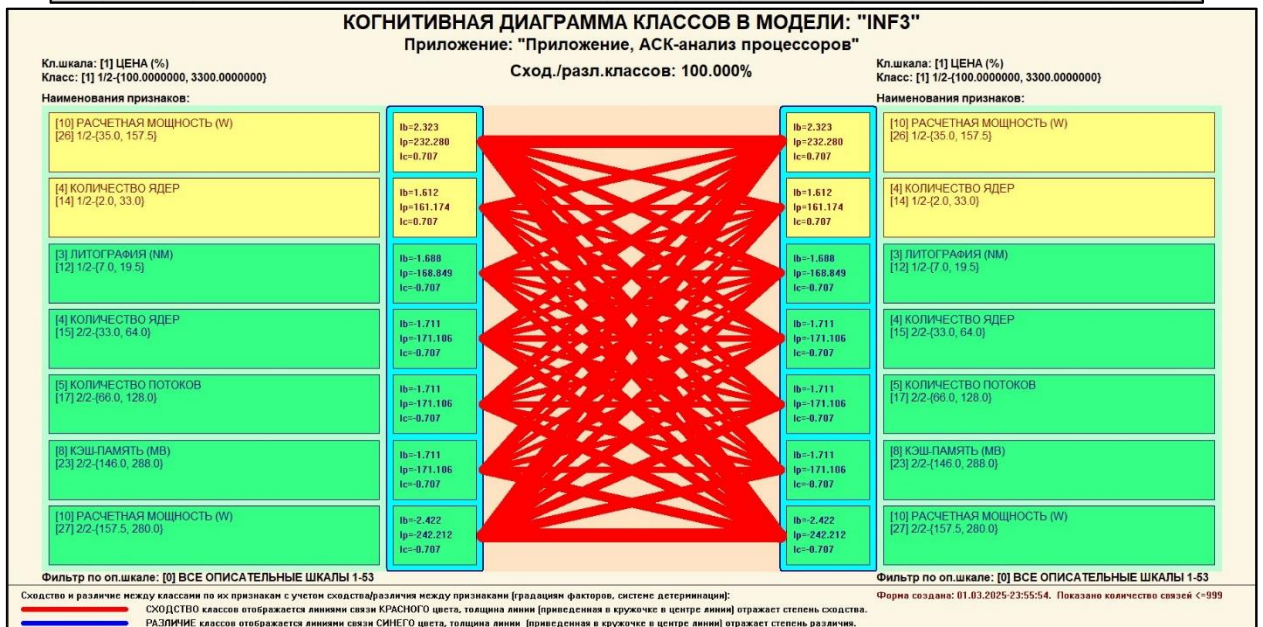 КОГНИТИВНАЯ ДИАГРАММА КЛАССОВ В МОДЕЛИ: "INF3"
Приложение: "Приложение, АСК-анализ процессоров"
Кл.шкала: [1] ЦЕНА (%)
Класс: [1] 1/2-{100.0000000, 3300.0000000}
Сход./разл.классов: 100.000%
Кл.шкала: [1] ЦЕНА (%)
Класс: [1] 1/2-{100.0000000, 3300.0000000}
Наименования признаков:
Наименования признаков:
[10] РАСЧЕТНАЯ МОЩНОСТЬ (W)
[26] 1/2-{35.0, 157.5}
Ib=2.323
Ip=232.280
Ic=0.707
Ib=2.323
Ip=232.280
Ic=0.707
[10] РАСЧЕТНАЯ МОЩНОСТЬ (W)
[26] 1/2-{35.0, 157.5}
[4] КОЛИЧЕСТВО ЯДЕР
[14] 1/2-{2.0, 33.0}
Ib=1.612
Ip=161.174
Ic=0.707
Ib=1.612
Ip=161.174
Ic=0.707
[4] КОЛИЧЕСТВО ЯДЕР
[14] 1/2-{2.0, 33.0}
[3] ЛИТОГРАФИЯ (NM)
[12] 1/2-{7.0, 19.5}
Ib=-1.688
Ip=-168.849
Ic=-0.707
Ib=-1.688
Ip=-168.849
Ic=-0.707
[3] ЛИТОГРАФИЯ (NM)
[12] 1/2-{7.0, 19.5}
[4] КОЛИЧЕСТВО ЯДЕР
[15] 2/2-{33.0, 64.0}
Ib=-1.711
Ip=-171.106
Ic=-0.707
Ib=-1.711
Ip=-171.106
Ic=-0.707
[4] КОЛИЧЕСТВО ЯДЕР
[15] 2/2-{33.0, 64.0}
[5] КОЛИЧЕСТВО ПОТОКОВ
[17] 2/2-{66.0, 128.0}
Ib=-1.711
Ip=-171.106
Ic=-0.707
Ib=-1.711
Ip=-171.106
Ic=-0.707
[5] КОЛИЧЕСТВО ПОТОКОВ
[17] 2/2-{66.0, 128.0}
[8] КЭШ-ПАМЯТЬ (MB)
[23] 2/2-{146.0, 288.0}
Ib=-1.711
Ip=-171.106
Ic=-0.707
Ib=-1.711
Ip=-171.106
Ic=-0.707
[8] КЭШ-ПАМЯТЬ (MB)
[23] 2/2-{146.0, 288.0}
[10] РАСЧЕТНАЯ МОЩНОСТЬ (W)
[27] 2/2-{157.5, 280.0}
Ib=-2.422
Ip=-242.212
Ic=-0.707
Ib=-2.422
Ip=-242.212
Ic=-0.707
[10] РАСЧЕТНАЯ МОЩНОСТЬ (W)
[27] 2/2-{157.5, 280.0}
Фильтр по оп.шкале: [0] ВСЕ ОПИСАТЕЛЬНЫЕ ШКАЛЫ 1-53
Фильтр по оп.шкале: [0] ВСЕ ОПИСАТЕЛЬНЫЕ ШКАЛЫ 1-53
Сходство и различие между классами по их признакам с учетом сходства/различия между признаками (градациям факторов, системе детерминации):
Форма создана: 01.03.2025-23:55:54. Показано количество связей <=999
СХОДСТВО классов отображается линиями связи КРАСНОГО цвета, толщина линии (приведенная в кружочке в центре линии) отражает степень сходства.
РАЗЛИЧИЕ классов отображается линиями связи СИНЕГО цвета, толщина линии (приведенная в кружочке в центре линии) отражает степень различия.